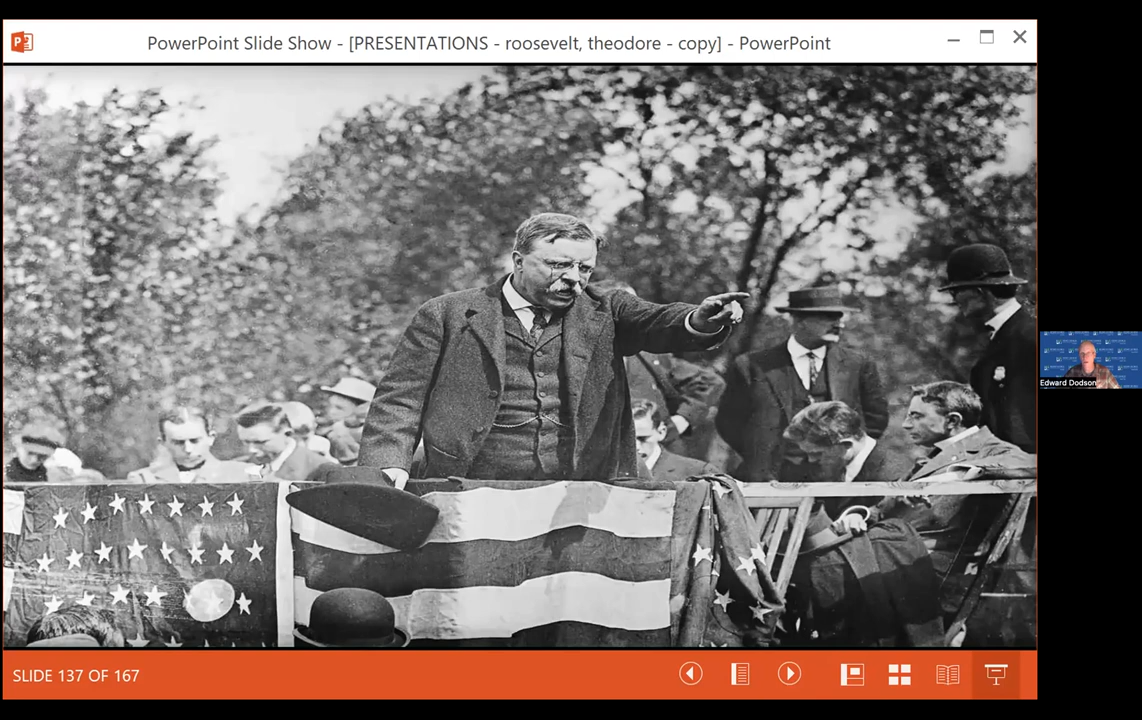 PowerPoint Slide Show - [PRESENTATIONS - roosevelt, theodore - copy] - PowerPoint
Edward Dodson
SLIDE 137 OF 167